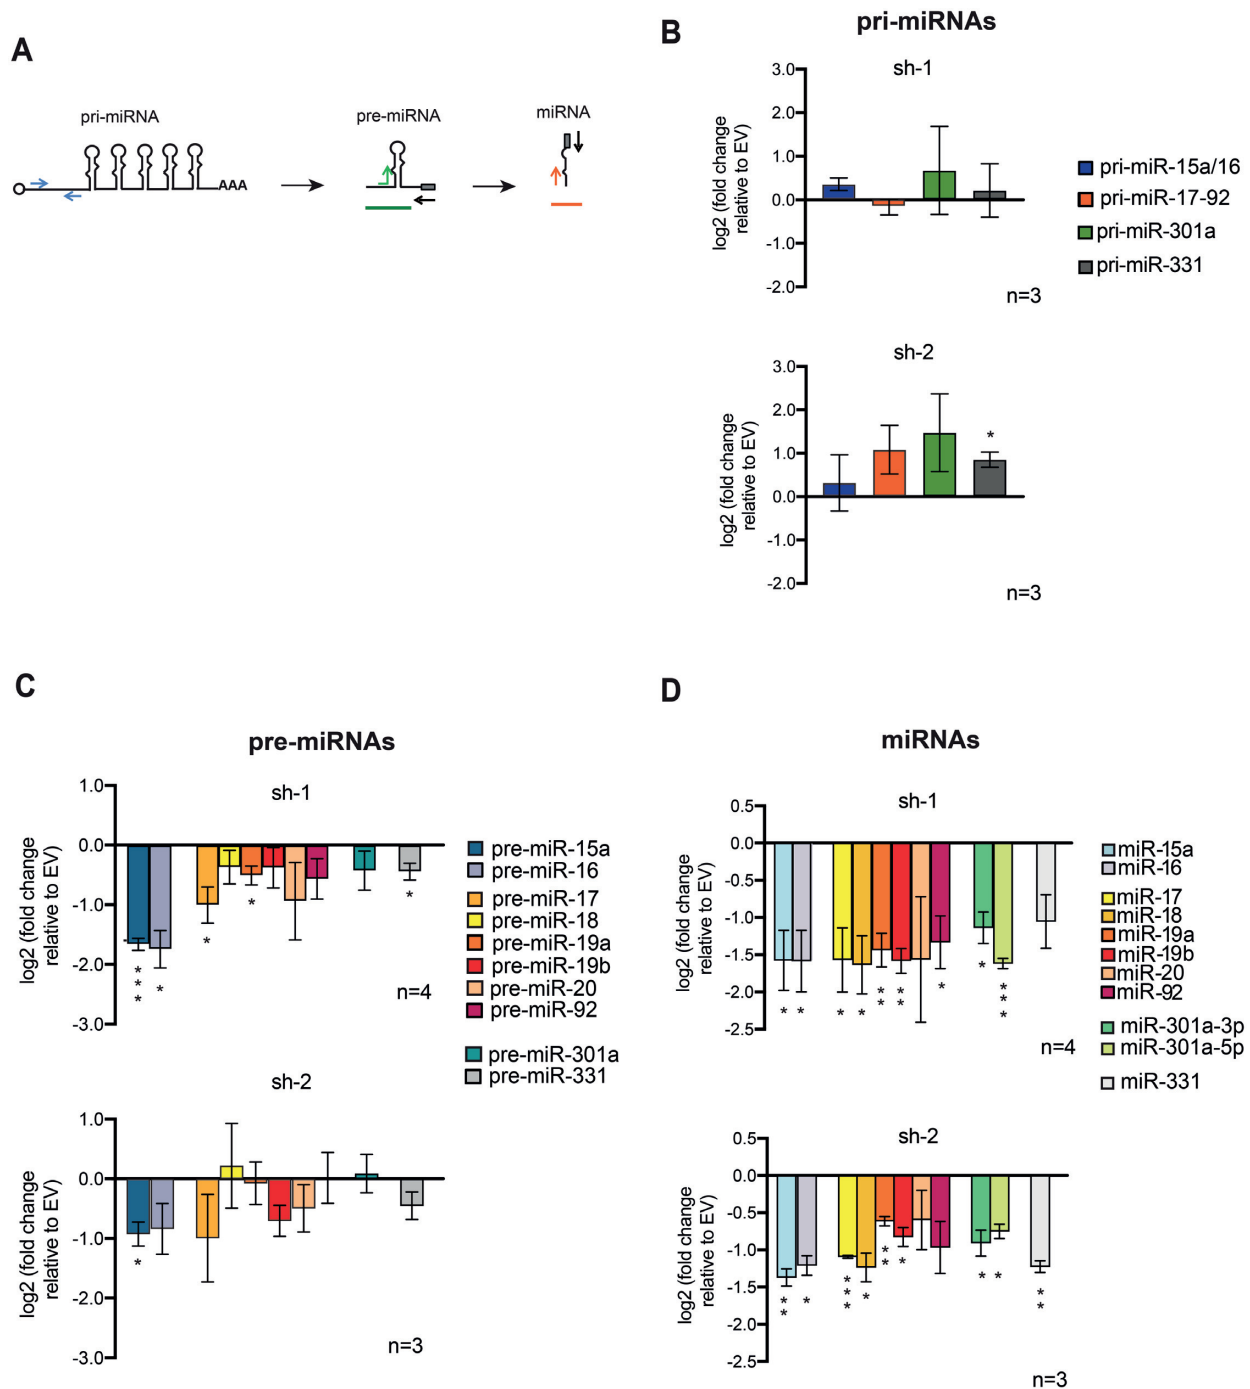 A
pri-miRNA
pre-miRNA
miRNA
AAA
B
pri-miRNAs
sh-1
log2 (fold change
relative to EV)
3.0
2.0
1.0
0.0
-1.0
-2.0
n=3
pri-miR-15a/16
pri-miR-17-92
pri-miR-301a
pri-miR-331
sh-2
log2 (fold change
relative to EV)
3.0
2.0
1.0
0.0
-1.0
-2.0
*
n=3
C
pre-miRNAs
sh-1
log2 (fold change
relative to EV)
1.0
0.0
-1.0
-2.0
-3.0
*
*
*
*
*
*
*
n=4
pre-miR-15a
pre-miR-16
pre-miR-17
pre-miR-18
pre-miR-19a
pre-miR-19b
pre-miR-20
pre-miR-92
pre-miR-301a
pre-miR-331
sh-2
log2 (fold change
relative to EV)
1.0
0.0
-1.0
-2.0
-3.0
*
n=3
D
miRNAs
sh-1
log2 (fold change
relative to EV)
0.5
0.0
-0.5
-1.0
-1.5
-2.0
-2.5
* * * * * * * * * * *
* * *
*
n=4
miR-15a
miR-16
miR-17
miR-18
miR-19a
miR-19b
miR-20
miR-92
miR-301a-3p
miR-301a-5p
miR-331
sh-2
log2 (fold change
relative to EV)
0.5
0.0
-0.5
-1.0
-1.5
-2.0
-2.5
* * * * * * * * *
* * * *
*
n=3